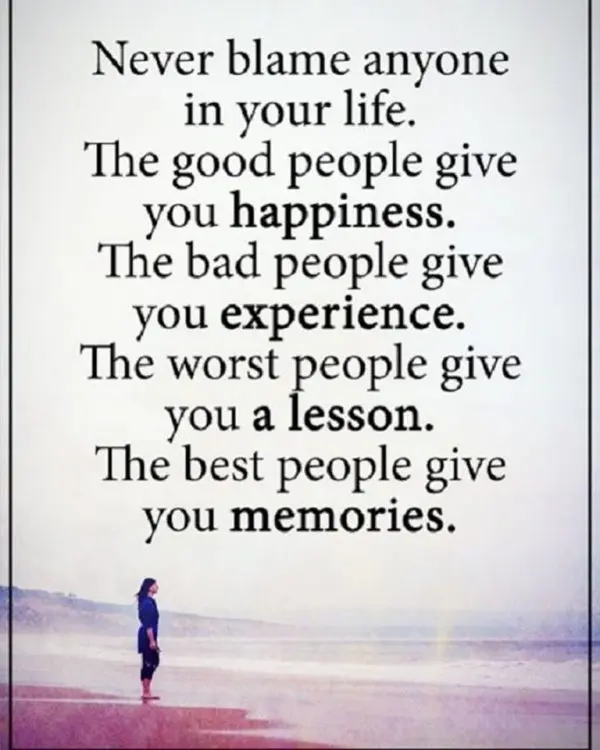 Never blame anyone
in your life.
The good people give
you happiness.
The bad people give
you experience.
The worst people give
you a lesson.
The best people give
you memories.